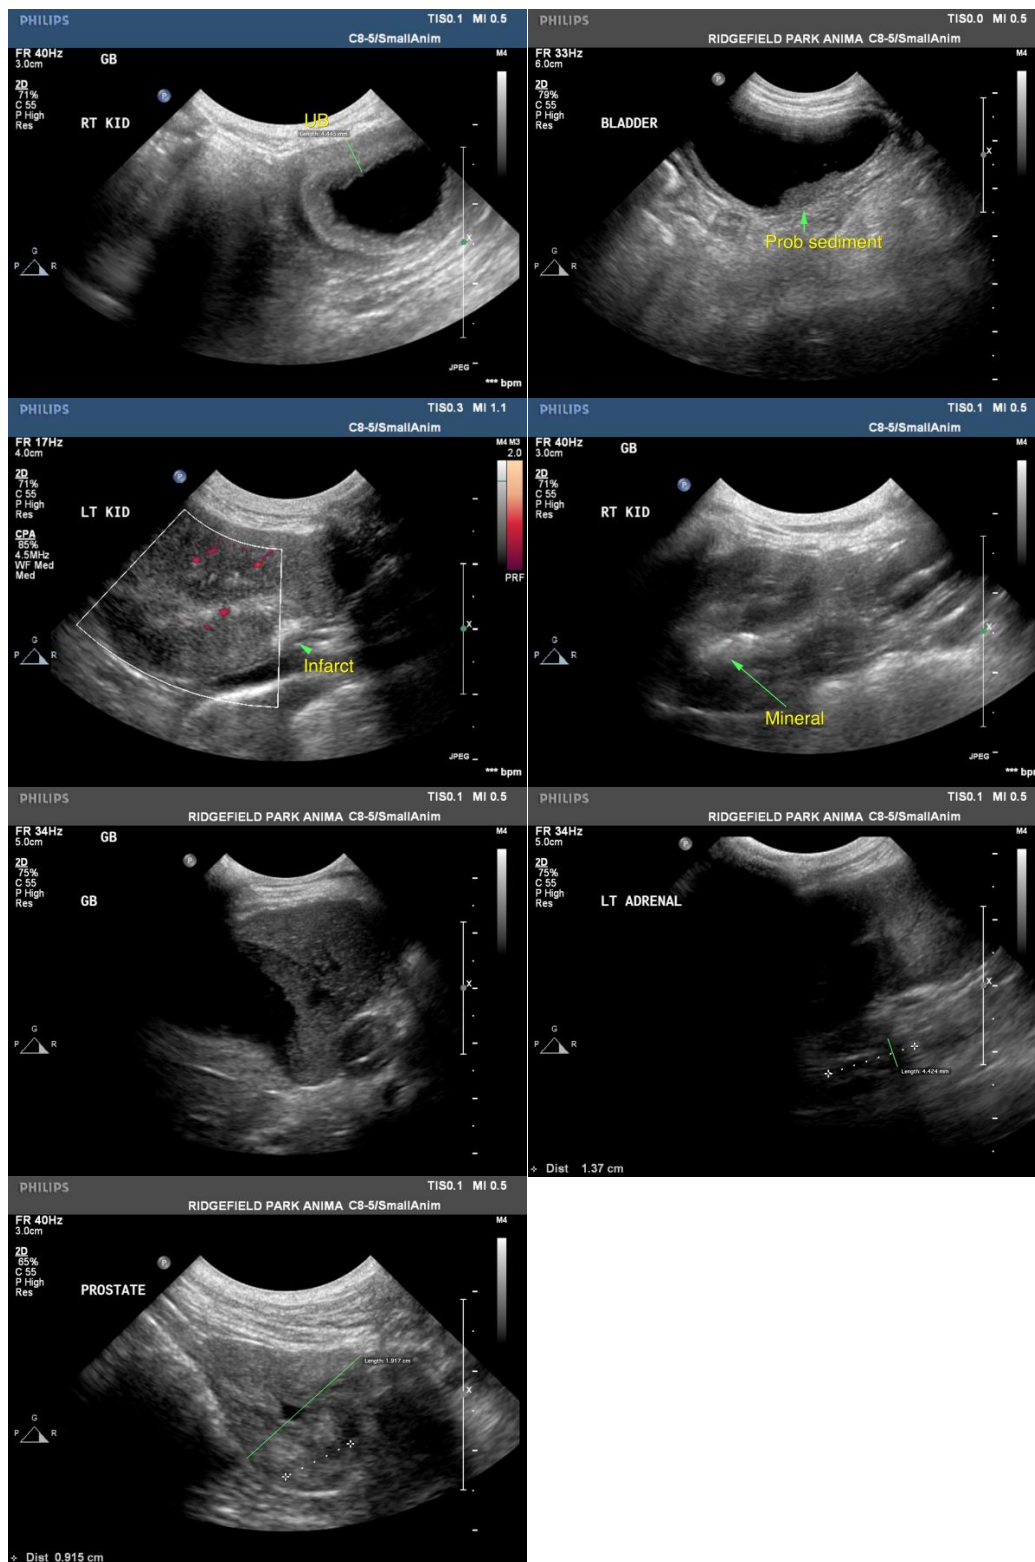 PHILIPS
TIS0.1 MI 0.5
C8-5/SmallAnim
FR 40Hz
3.0cm
GB
M4
2D
71%
C 55
P High
Res
P
RT KID
UB
Length: 4.445 mm
X
G
P R
JPEG
*** bpm
PHILIPS
TIS0.0 MI 0.5
RIDGEFIELD PARK ANIMA C8-5/SmallAnim
FR 33Hz
6.0cm
M4
2D
79%
C 55
P High
Res
P
BLADDER
X
Prob sediment
G
P R
PHILIPS
TIS0.3 MI 1.1
C8-5/SmallAnim
FR 17Hz
4.0cm
M4 M3
2.0
2D
71%
C 55
P High
Res
P
LT KID
CPA
85%
4.5MHz
WF Med
Med
PRF
X
G
P R
Infarct
JPEG
*** bpm
PHILIPS
TIS0.1 MI 0.5
C8-5/SmallAnim
FR 40Hz
3.0cm
GB
M4
2D
71%
C 55
P High
Res
P
RT KID
X
G
P R
Mineral
JPEG
*** bpm
PHILIPS
TIS0.1 MI 0.5
RIDGEFIELD PARK ANIMA C8-5/SmallAnim
FR 34Hz
5.0cm
GB
M4
2D
75%
C 55
P High
Res
P
GB
X
G
P R
PHILIPS
TIS0.1 MI 0.5
RIDGEFIELD PARK ANIMA C8-5/SmallAnim
FR 34Hz
5.0cm
M4
2D
75%
C 55
P High
Res
P
LT ADRENAL
X
G
P R
Length: 4.424 mm
Dist 1.37 cm
PHILIPS
TIS0.1 MI 0.5
RIDGEFIELD PARK ANIMA C8-5/SmallAnim
FR 40Hz
3.0cm
M4
2D
65%
C 55
P High
Res
P
PROSTATE
Length: 1.917 cm
X
G
P R
Dist 0.915 cm